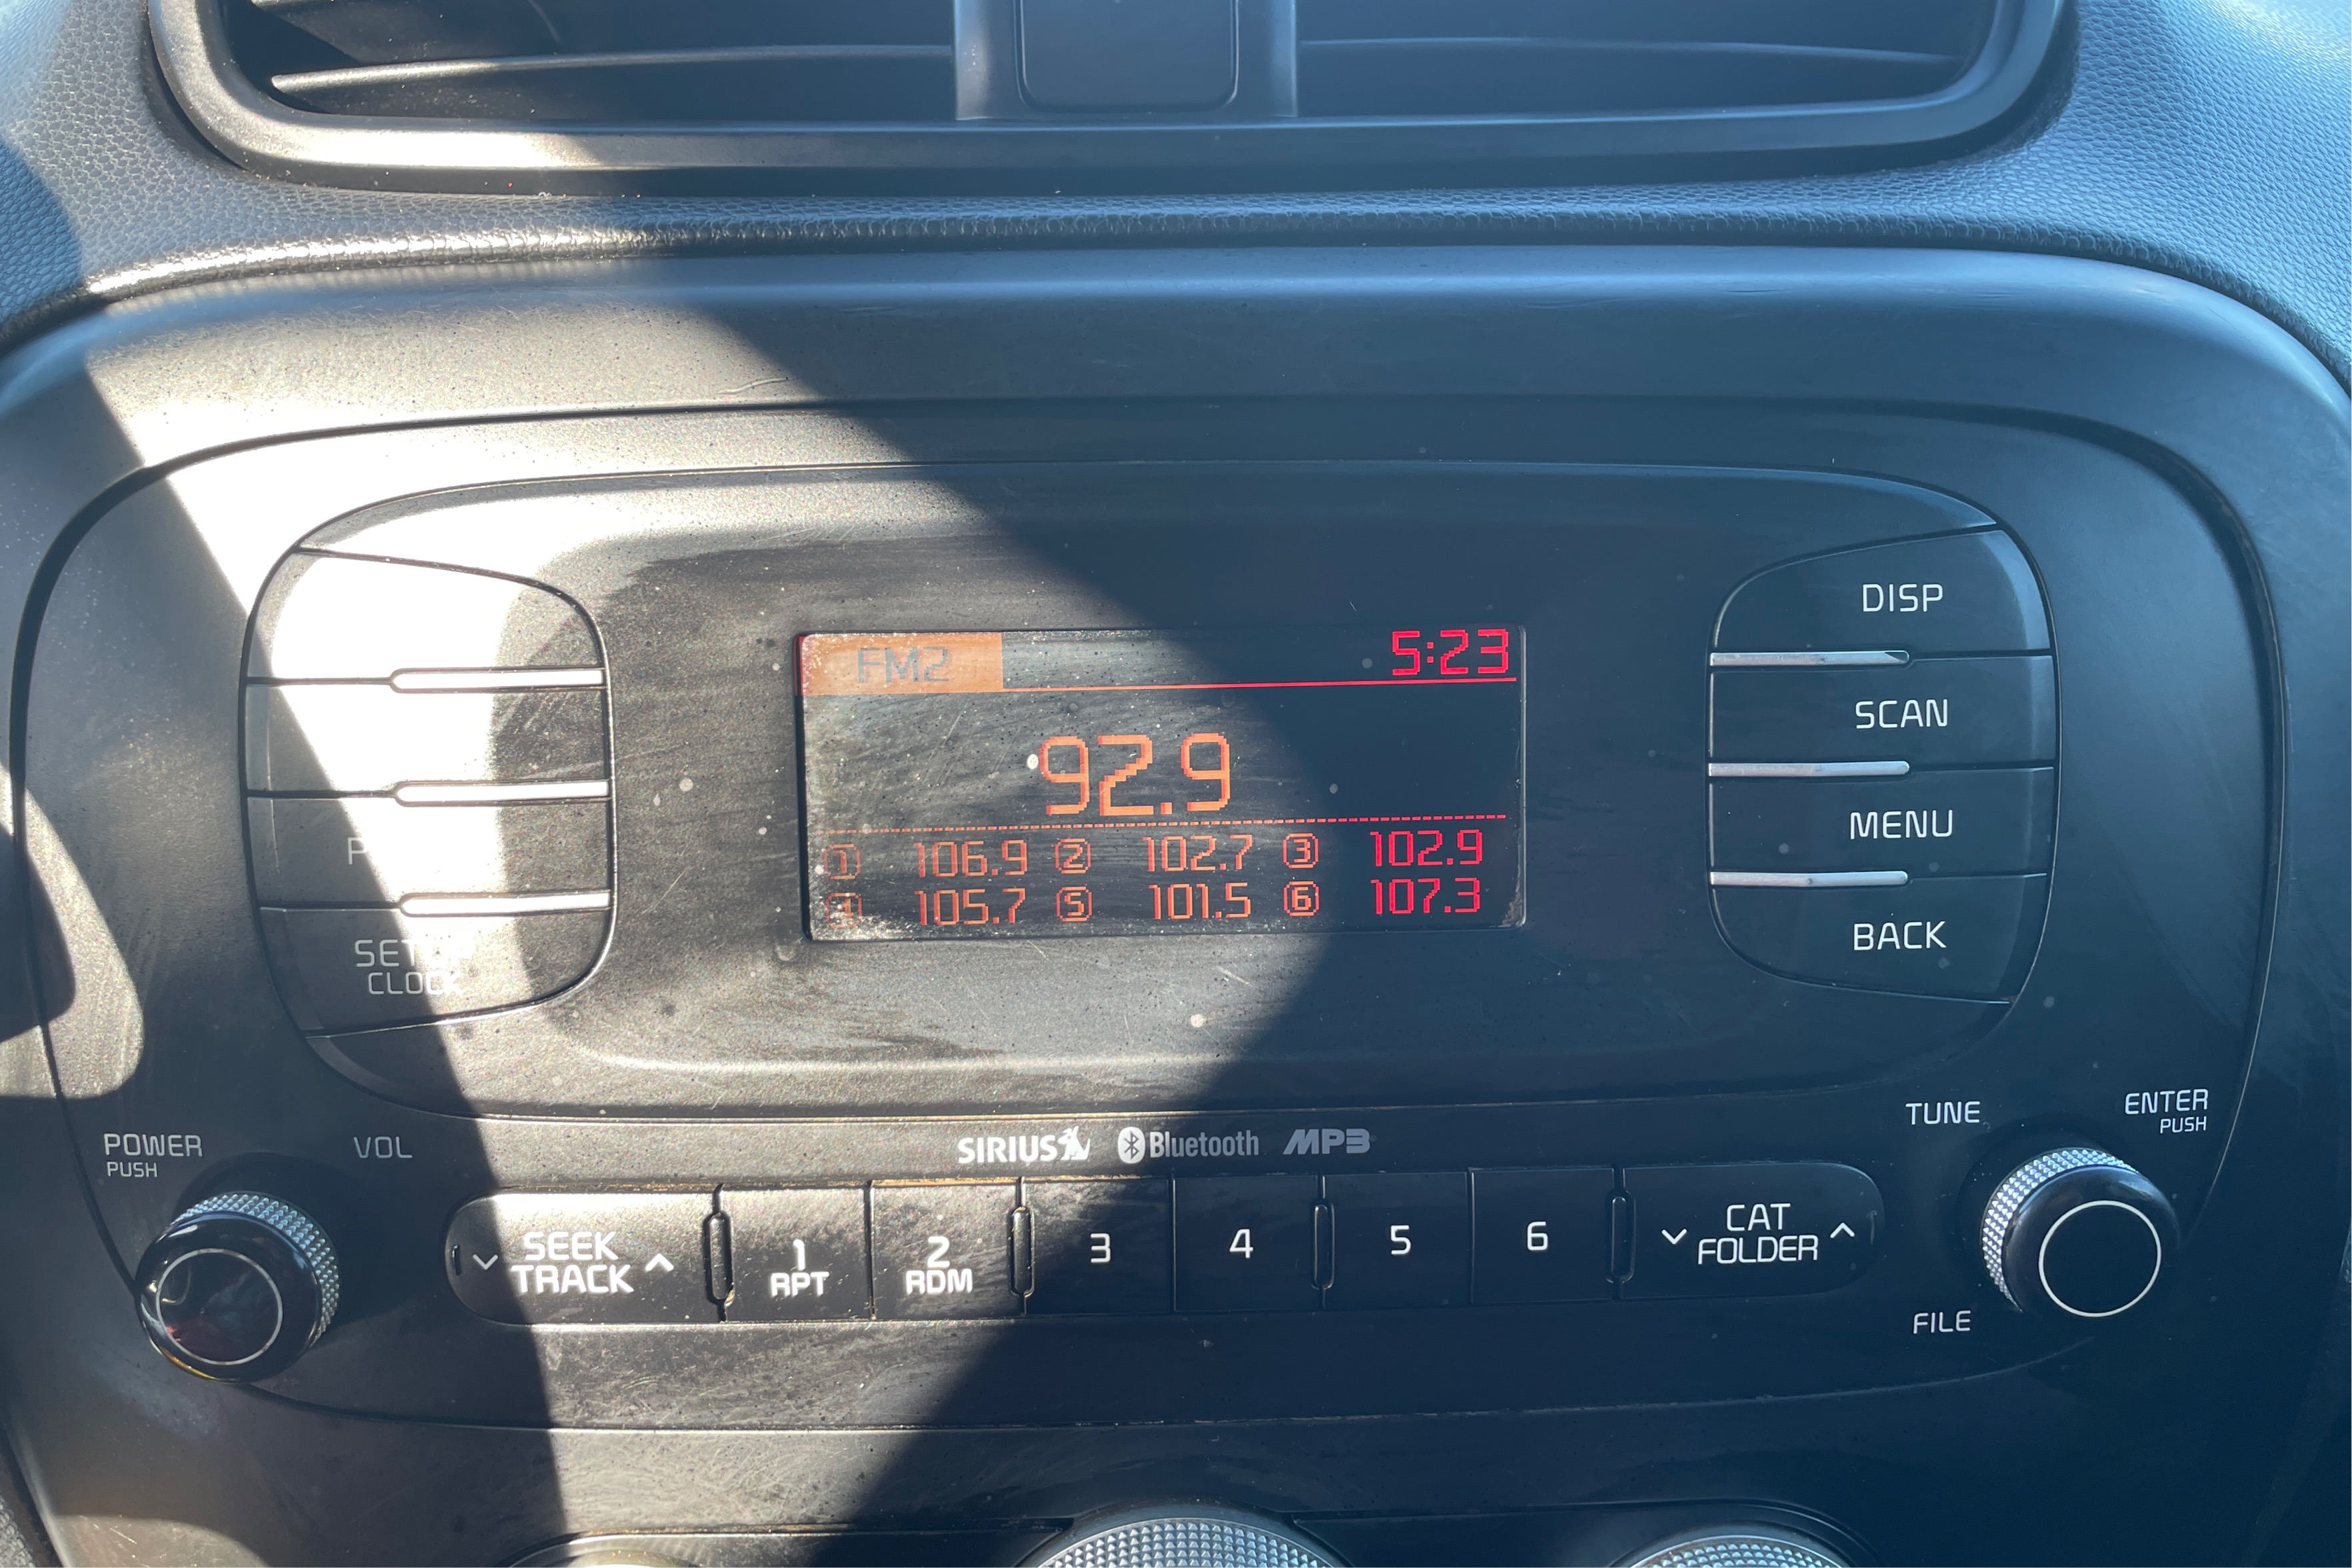 FM2 5:23
92.9
1 106.9 2 102.7 3 102.9
4 105.7 5 101.5 6 107.3
DISP
SCAN
MENU
BACK
CLOCK
POWER
PUSH
VOL
SIRIUS Bluetooth MP3
TUNE
ENTER
PUSH
SEEK
TRACK
1
RPT
2
RDM
3
4
5
6
CAT
FOLDER
FILE